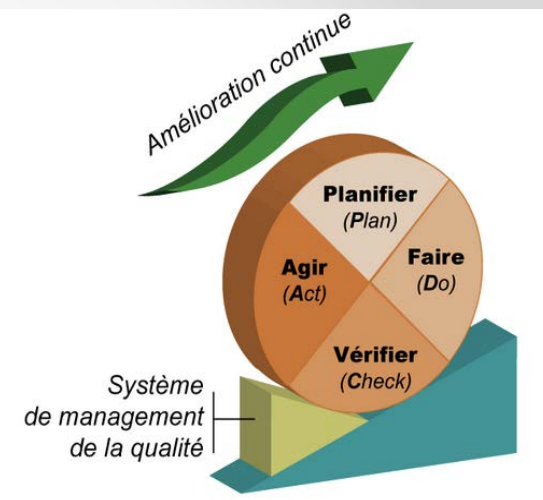 Amélioration continue
Planifier
(Plan)
Faire
(Do)
Agir
(Act)
Vérifier
(Check)
Système
de management
de la qualité